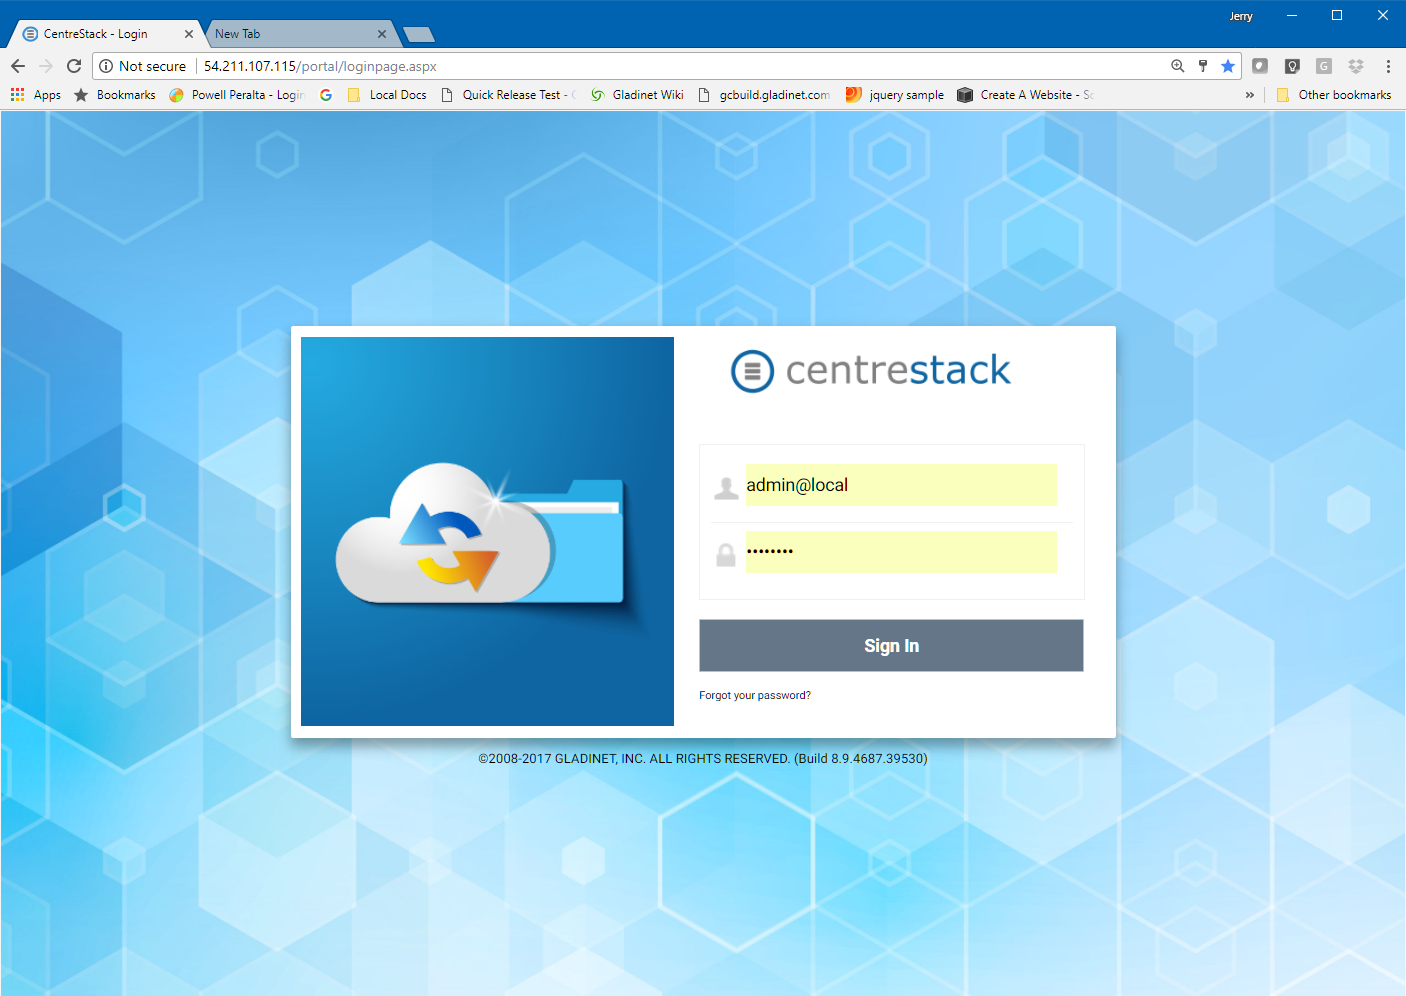 Jerry
CentreStack - Login
New Tab
Not secure 54.211.107.115/portal/loginpage.aspx
Apps Bookmarks Powell Peralta - Login G Local Docs Quick Release Test - Gladinet Wiki gcbuild.gladinet.com jquery sample Create A Website - » Other bookmarks
centrestack
admin@local
••••••••
Sign In
Forgot your password?
©2008-2017 GLADINET, INC. ALL RIGHTS RESERVED. (Build 8.9.4687.39530)